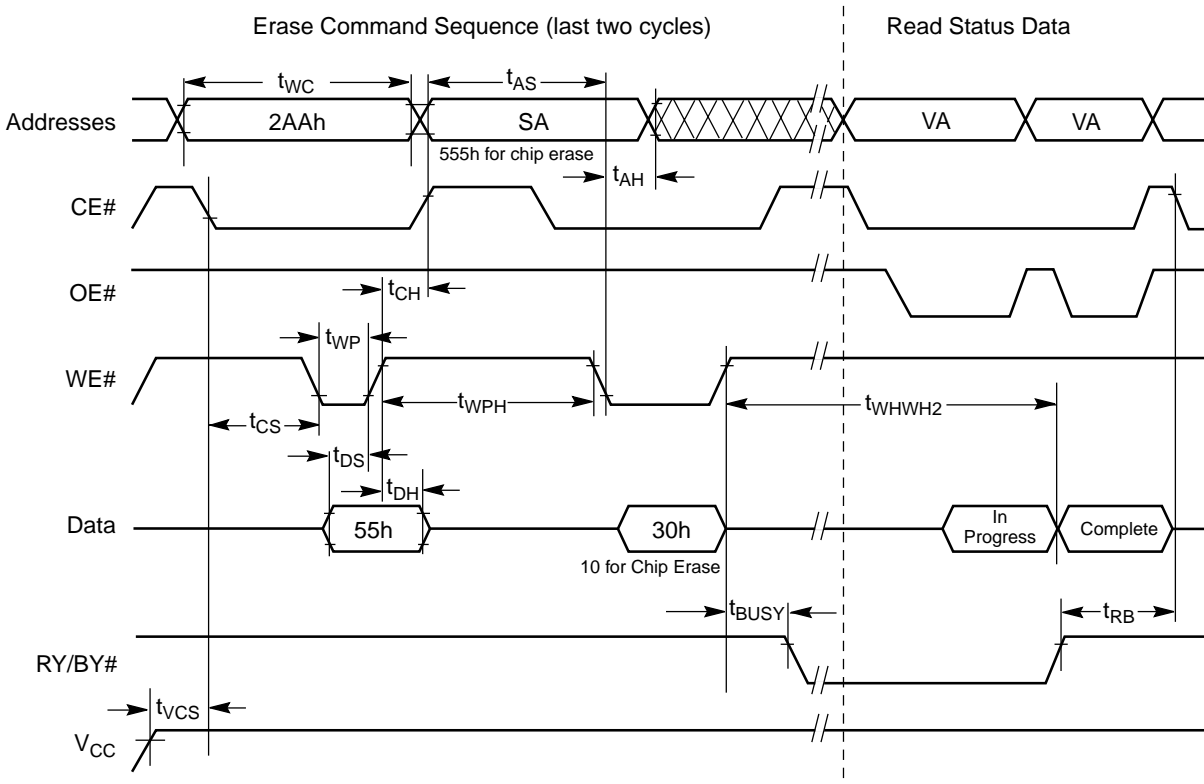 Erase Command Sequence (last two cycles)
Read Status Data
tWC
tAS
Addresses
2AAh
SA
VA
VA
555h for chip erase
tAH
CE#
OE#
tCH
tWP
WE#
tWPH
tWHWH2
tCS
tDS
tDH
Data
55h
30h
In
Progress
Complete
10 for Chip Erase
tBUSY
tRB
RY/BY#
tVCS
VCC